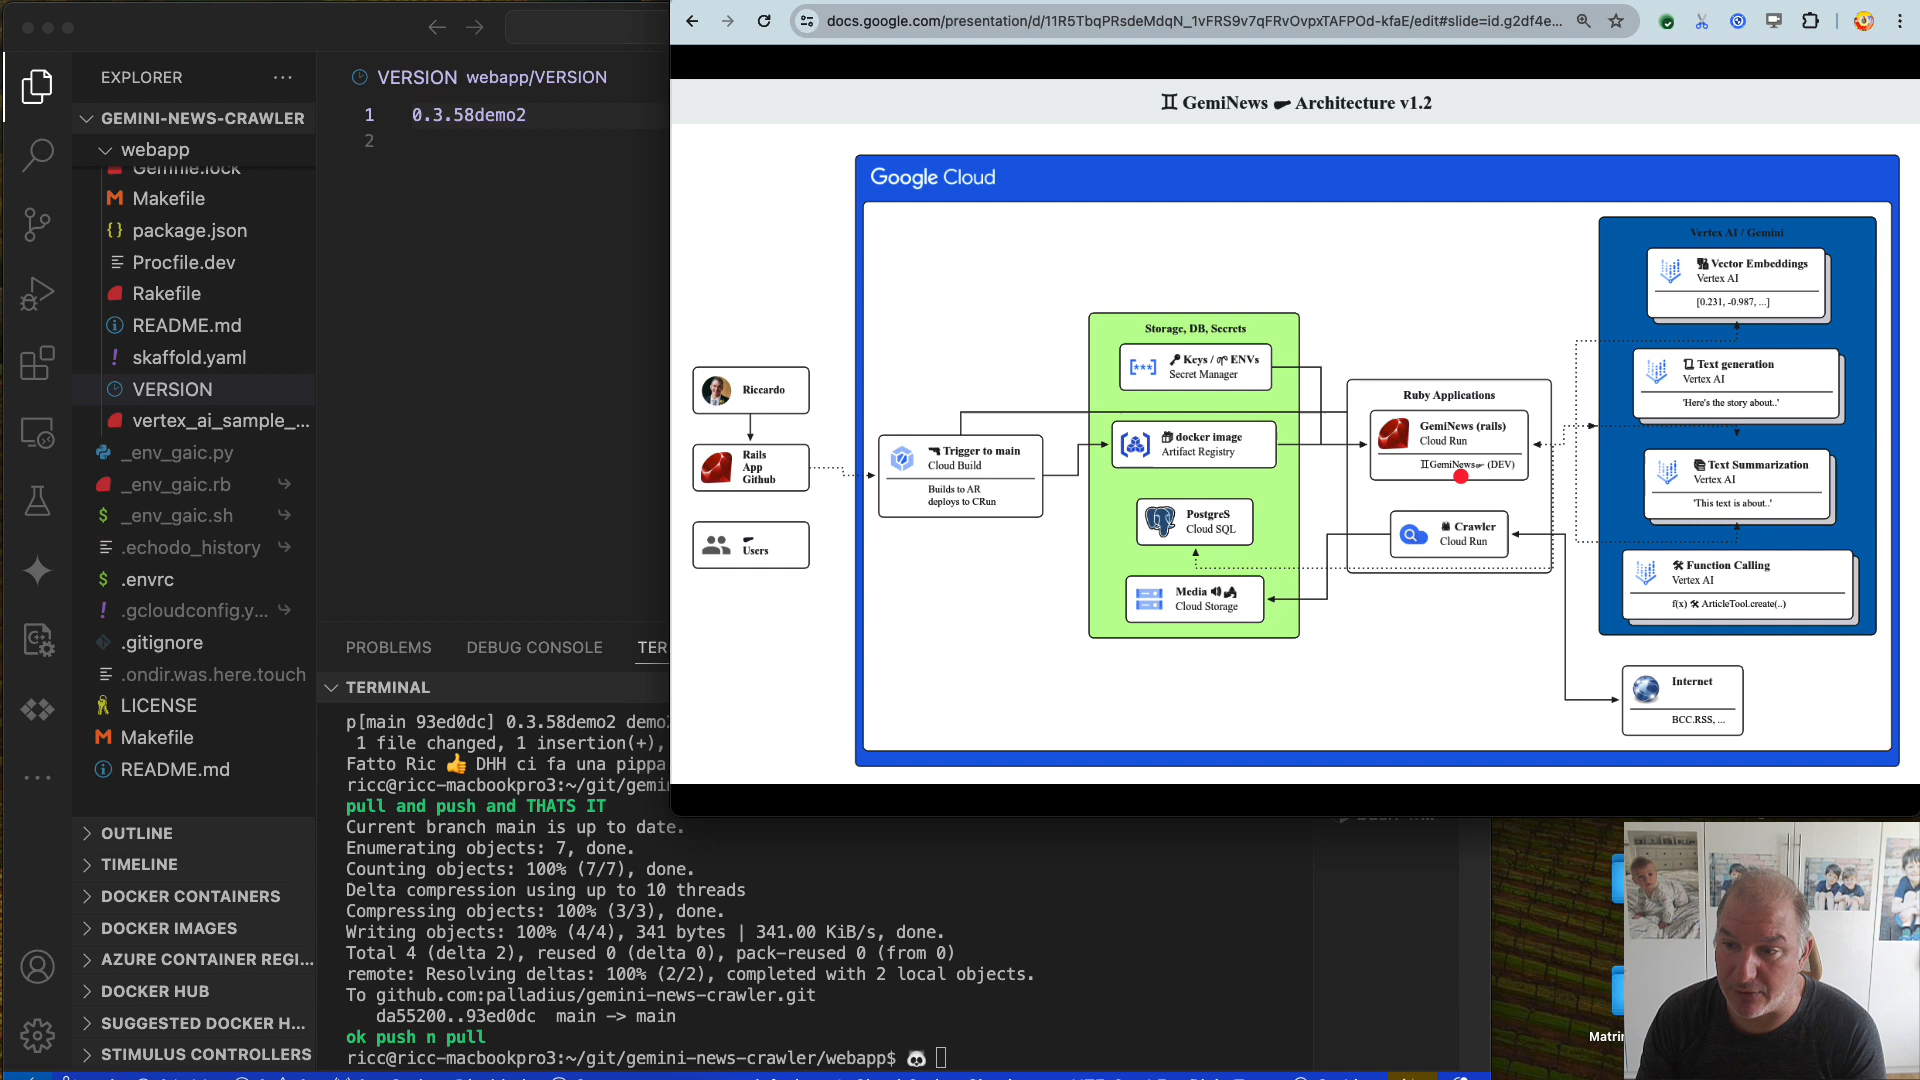 docs.google.com/presentation/d/11R5TbqPRsdeMdqN_1vFRS9v7qFRvOvpxTAFPOd-kfaE/edit#slide=id.g2df4e...
EXPLORER
GEMINI-NEWS-CRAWLER
webapp
Gemfile.lock
Makefile
package.json
Procfile.dev
Rakefile
README.md
skaffold.yaml
VERSION
vertex_ai_sample_...
_env_gaic.py
_env_gaic.rb
_env_gaic.sh
.echodo_history
.envrc
.gcloudconfig.y...
.gitignore
.ondir.was.here.touch
LICENSE
Makefile
README.md
OUTLINE
TIMELINE
DOCKER CONTAINERS
DOCKER IMAGES
AZURE CONTAINER REGI...
DOCKER HUB
SUGGESTED DOCKER H...
STIMULUS CONTROLLERS
VERSION webapp/VERSION
1 0.3.58demo2
2
PROBLEMS DEBUG CONSOLE TER
TERMINAL
p[main 93ed0dc] 0.3.58demo2 demo2
1 file changed, 1 insertion(+),
Fatto Ric 👍 DHH ci fa una pippa
ricc@ricc-macbookpro3:~/git/gemi
pull and push and THATS IT
Current branch main is up to date.
Enumerating objects: 7, done.
Counting objects: 100% (7/7), done.
Delta compression using up to 10 threads
Compressing objects: 100% (3/3), done.
Writing objects: 100% (4/4), 341 bytes | 341.00 KiB/s, done.
Total 4 (delta 2), reused 0 (delta 0), pack-reused 0 (from 0)
remote: Resolving deltas: 100% (2/2), completed with 2 local objects.
To github.com:palladius/gemini-news-crawler.git
da55200..93ed0dc main -> main
ok push n pull
ricc@ricc-macbookpro3:~/git/gemini-news-crawler/webapp$
♊ GemiNews Architecture v1.2
Google Cloud
Riccardo
Rails
App
Github
Users
Trigger to main
Cloud Build
Builds to AR
deploys to CRun
Storage, DB, Secrets
Keys / ENVs
Secret Manager
docker image
Artifact Registry
PostgreS
Cloud SQL
Media
Cloud Storage
Ruby Applications
GemiNews (rails)
Cloud Run
♊GemiNews (DEV)
Crawler
Cloud Run
Vertex AI / Gemini
Vector Embeddings
Vertex AI
[0.231, -0.987, ...]
Text generation
Vertex AI
'Here's the story about..'
Text Summarization
Vertex AI
'This text is about..'
Function Calling
Vertex AI
f(x) 🛠 ArticleTool.create(..)
Internet
BCC.RSS, ...
Matrin